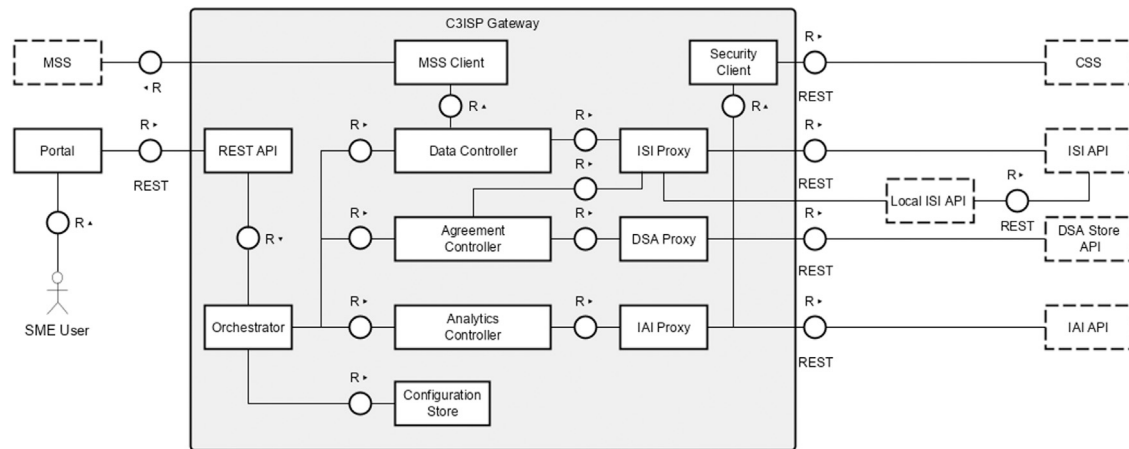 C3ISP Gateway
MSS
◂ R
MSS Client
Security
Client
R ▸
REST
CSS
R ▴
R ▴
Portal
R ▸
REST
REST API
R ▸
Data Controller
R ▸
ISI Proxy
R ▸
REST
ISI API
R ▸
Local ISI API
R ▸
REST
R ▴
R ▾
R ▸
Agreement
Controller
R ▸
DSA Proxy
R ▸
REST
DSA Store
API
SME User
Orchestrator
R ▸
Analytics
Controller
R ▸
IAI Proxy
R ▸
REST
IAI API
R ▸
Configuration
Store